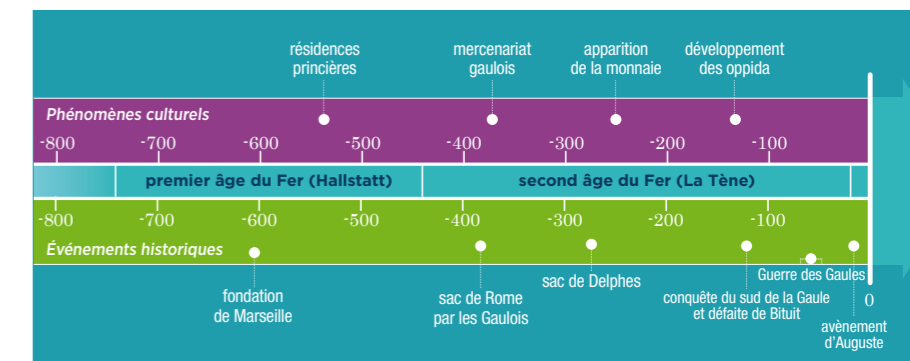 résidences
princières
mercenariat
gaulois
apparition
de la monnaie
développement
des oppida
Phénomènes culturels
-800 -700 -600 -500 -400 -300 -200 -100
premier âge du Fer (Hallstatt) second âge du Fer (La Tène)
-800 -700 -600 -500 -400 -300 -200 -100
Événements historiques
fondation
de Marseille
sac de Rome
par les Gaulois
sac de Delphes
conquête du sud de la Gaule
et défaite de Bituit
Guerre des Gaules
0
avènement
d'Auguste